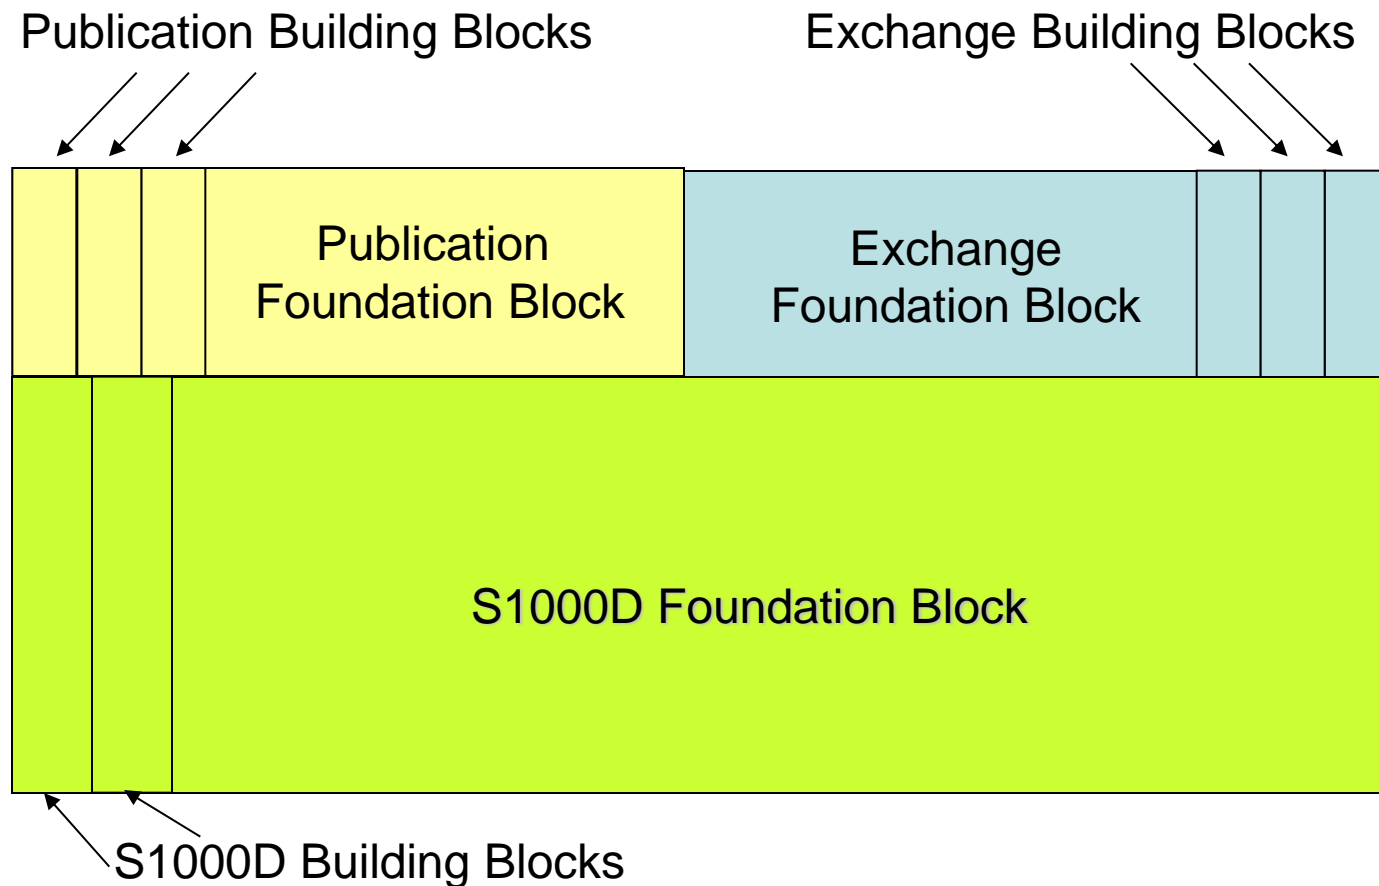 Publication Building Blocks
Exchange Building Blocks
Publication
Foundation Block
Exchange
Foundation Block
S1000D Foundation Block
S1000D Building Blocks